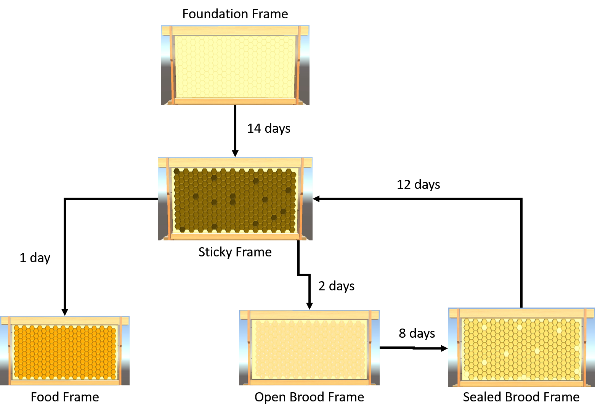 Foundation Frame
14 days
12 days
Sticky Frame
1 day
2 days
8 days
Food Frame
Open Brood Frame
Sealed Brood Frame